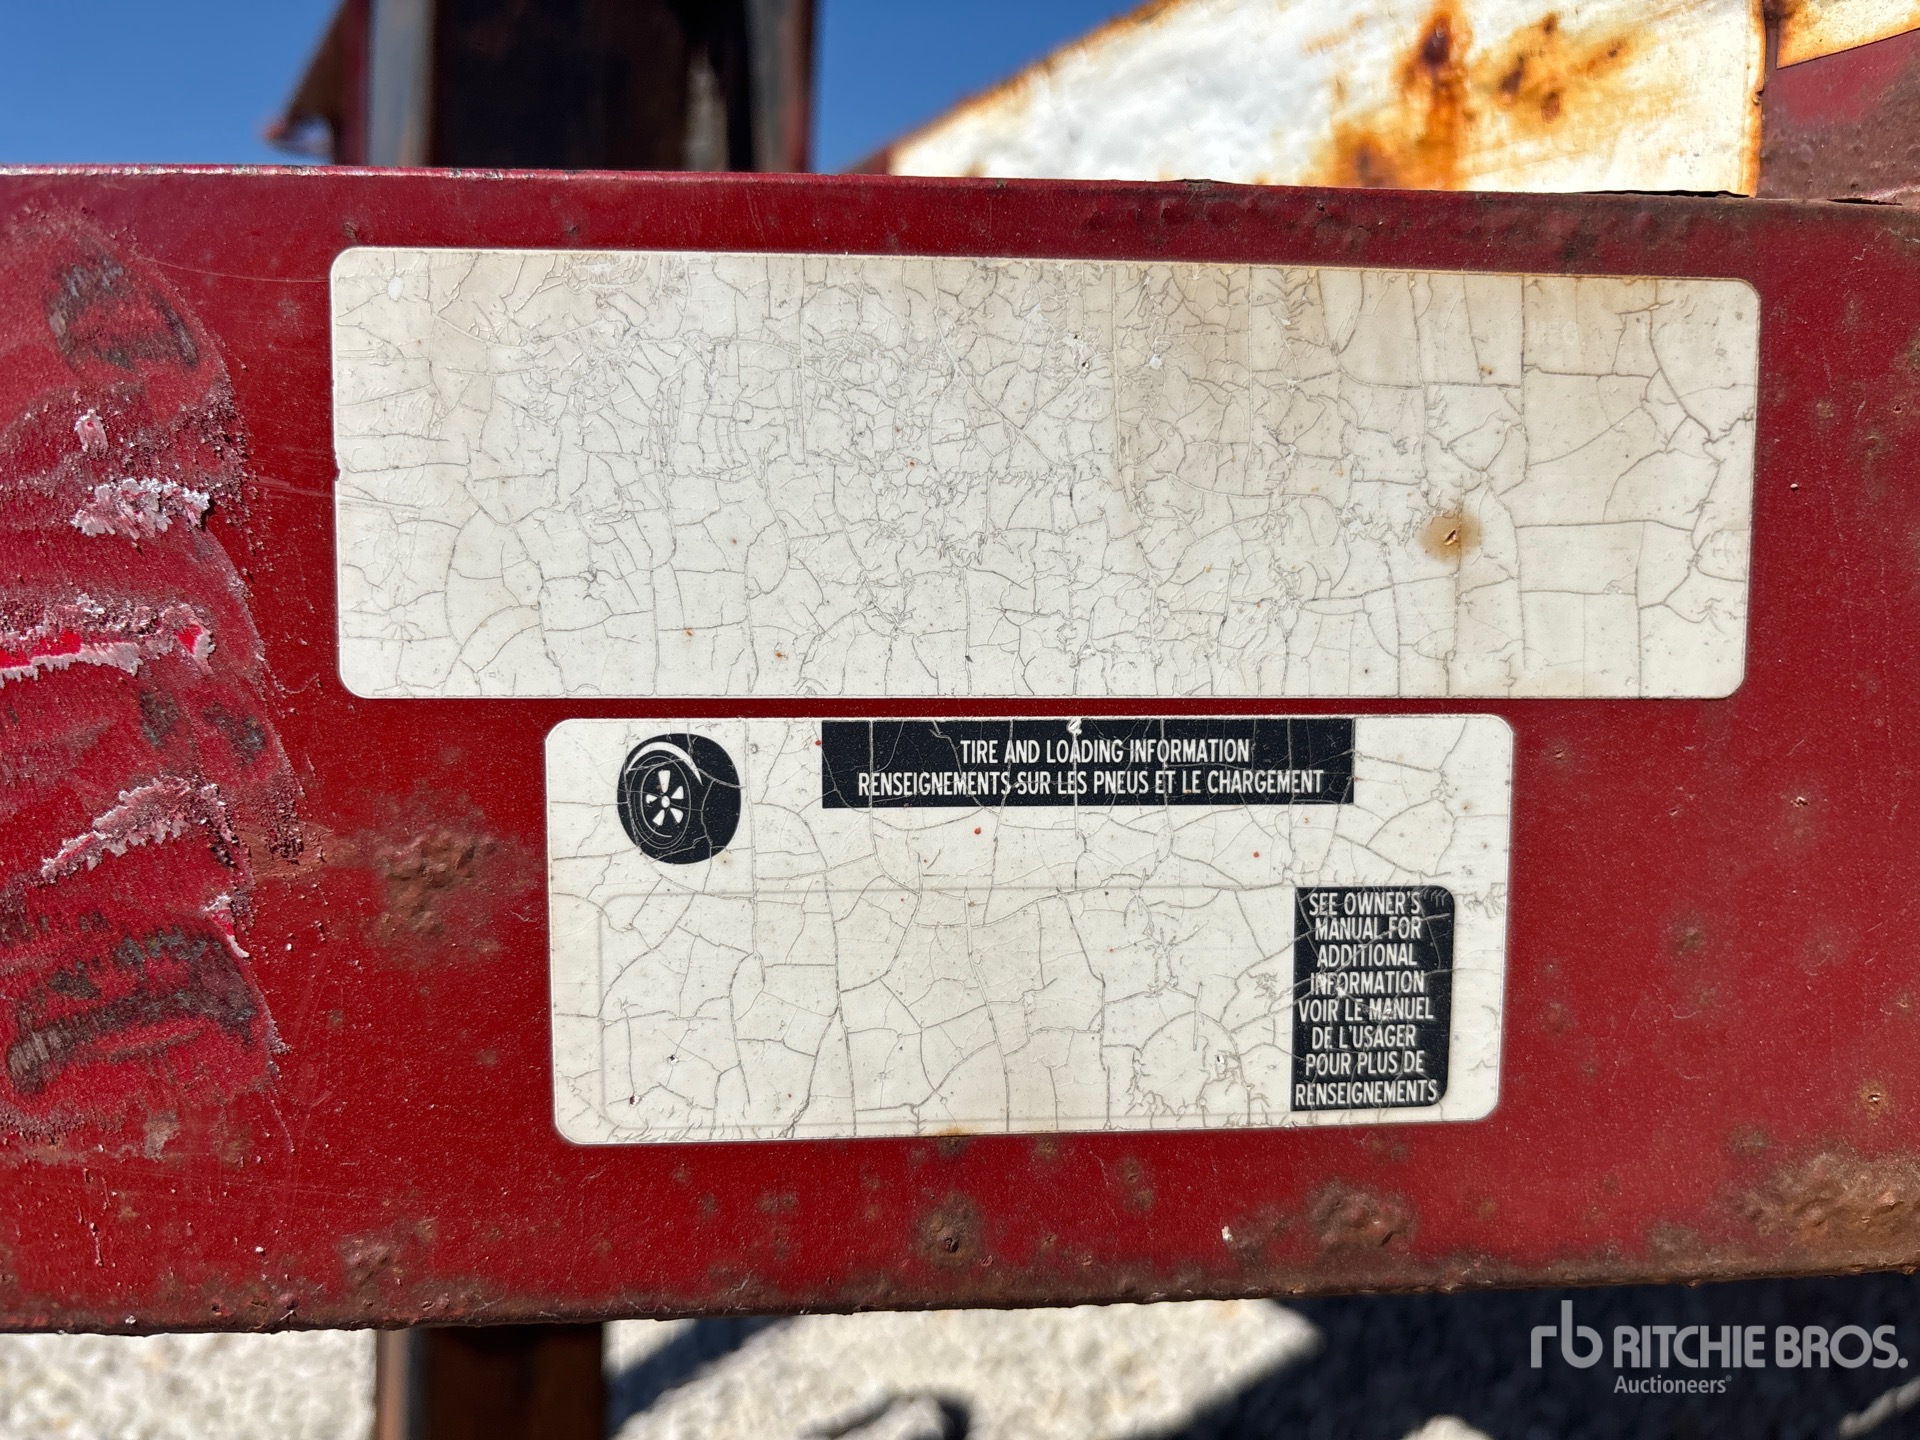 TIRE AND LOADING INFORMATION
RENSEIGNEMENTS SUR LES PNEUS ET LE CHARGEMENT
SEE OWNER'S
MANUAL FOR
ADDITIONAL
INFORMATION
VOIR LE MANUEL
DE L'USAGER
POUR PLUS DE
RENSEIGNEMENTS
rb RITCHIE BROS.
Auctioneers